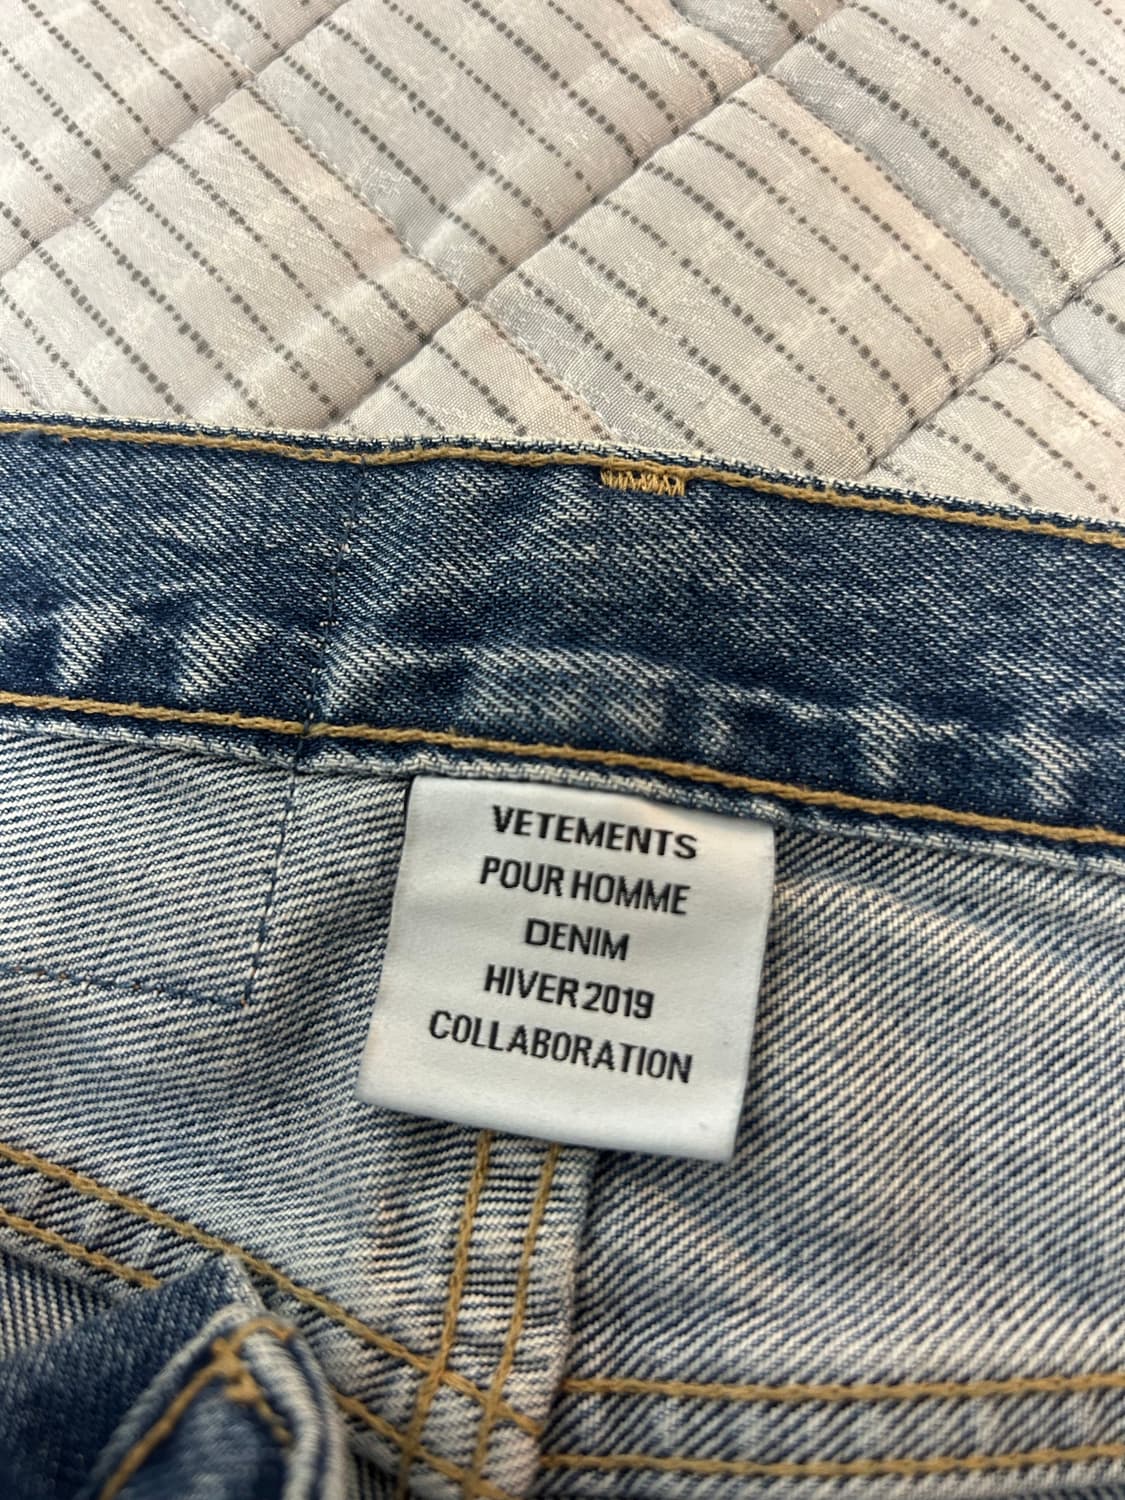 VETEMENTS
POUR HOMME
DENIM
HIVER 2019
COLLABORATION